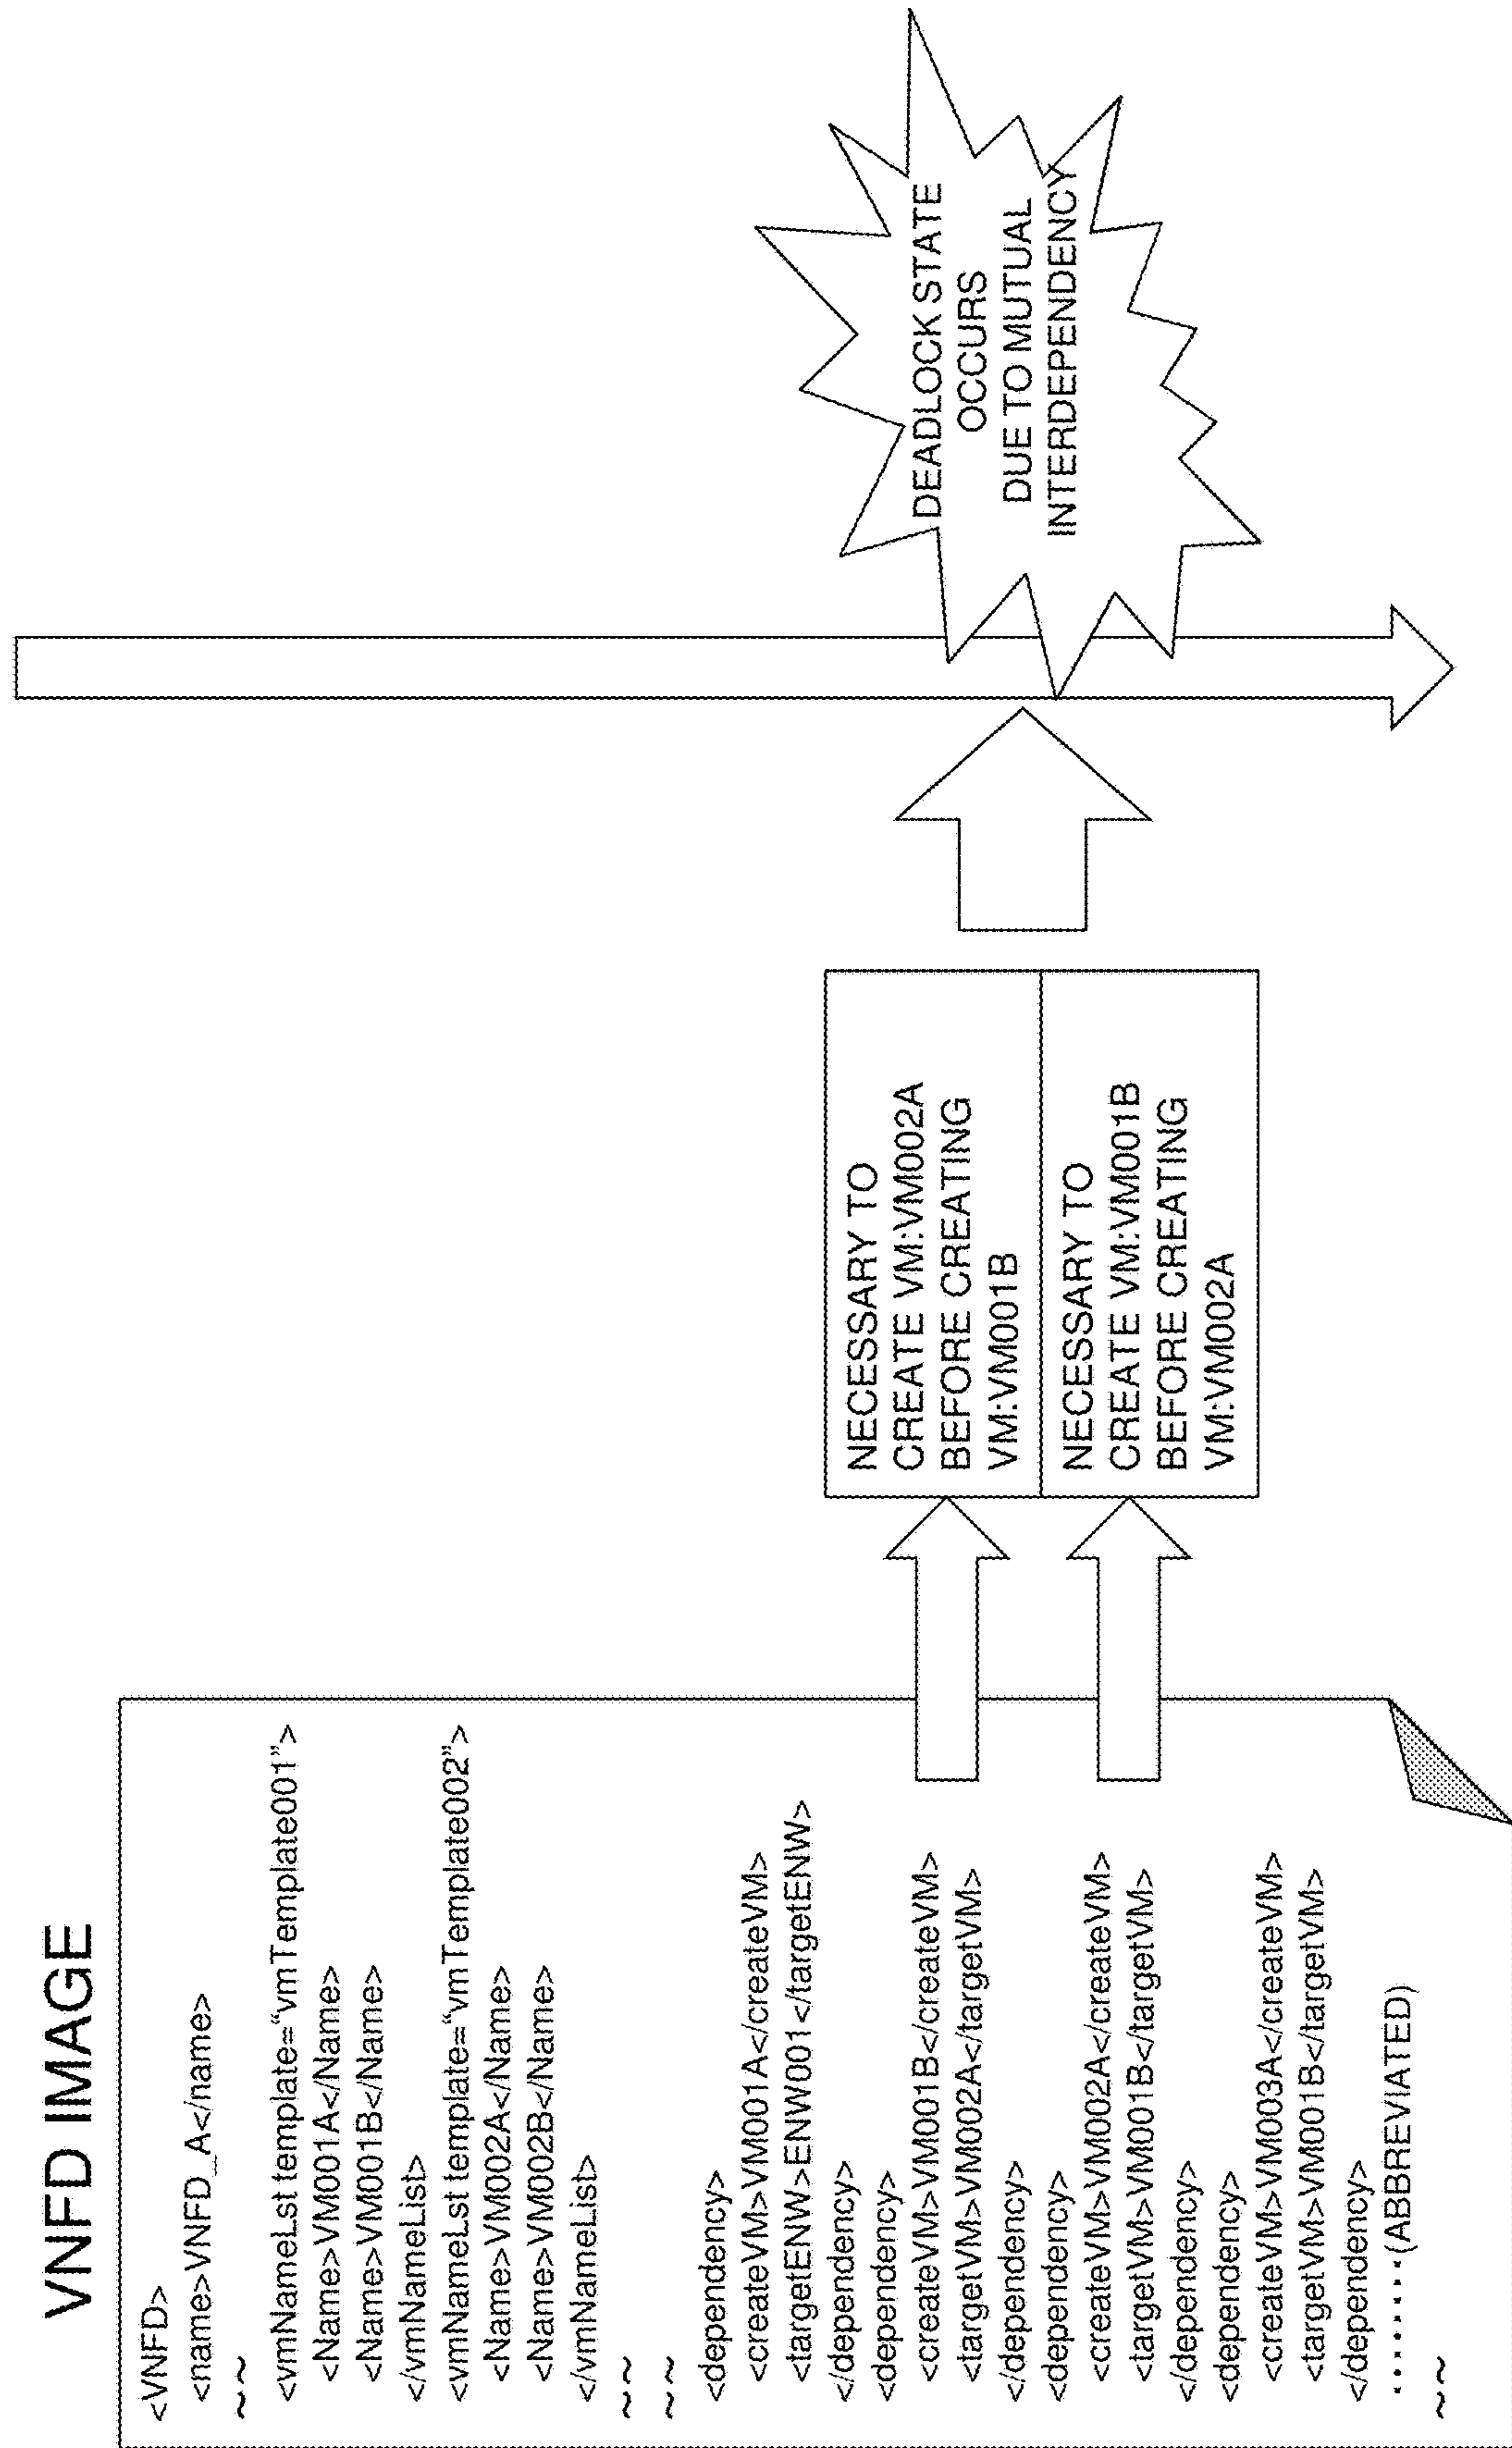 VNFD IMAGE
<VNFD>
<name>VNFD_A</name>
~~
<vmNameLst template=“vmTemplate001”>
<Name>VM001A</Name>
<Name>VM001B</Name>
</vmNameList>
<vmNameLst template=“vmTemplate002”>
<Name>VM002A</Name>
<Name>VM002B</Name>
</vmNameList>
~~
~~
<dependency>
<createVM>VM001A</createVM>
<targetENW>ENW001</targetENW>
</dependency>
<dependency>
<createVM>VM001B</createVM>
<targetVM>VM002A</targetVM>
</dependency>
<dependency>
<createVM>VM002A</createVM>
<targetVM>VM001B</targetVM>
</dependency>
<dependency>
<createVM>VM003A</createVM>
<targetVM>VM001B</targetVM>
</dependency>
・・・・・・・(ABBREVIATED)
~~
NECESSARY TO
CREATE VM:VM002A
BEFORE CREATING
VM:VM001B
NECESSARY TO
CREATE VM:VM001B
BEFORE CREATING
VM:VM002A
DEADLOCK STATE
OCCURS
DUE TO MUTUAL
INTERDEPENDENCY